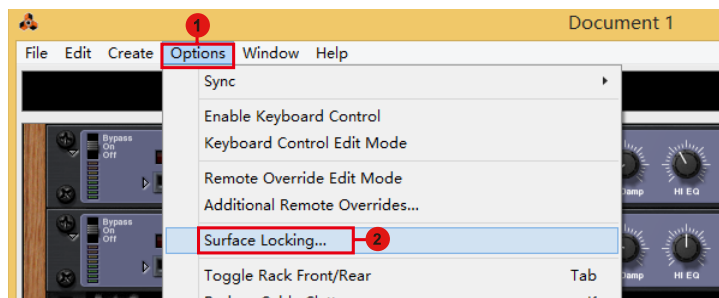 Document 1
1
File Edit Create Options Window Help
Sync
Enable Keyboard Control
Bypass
On
Off
Keyboard Control Edit Mode
Remote Override Edit Mode
Damp HI EQ
Additional Remote Overrides...
Bypass
On
Off
Surface Locking... 2
Toggle Rack Front/Rear Tab
Damp HI EQ